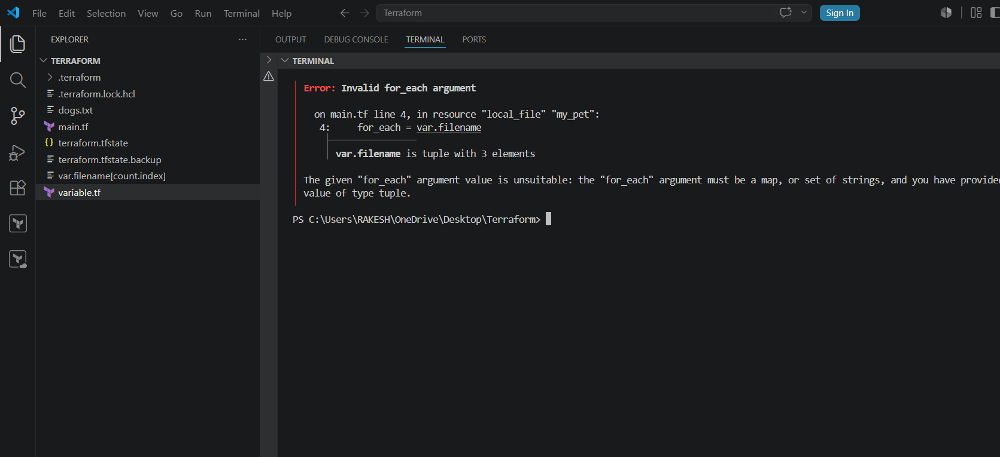 File Edit Selection View Go Run Terminal Help
Terraform
Sign In
EXPLORER
TERRAFORM
.terraform
.terraform.lock.hcl
dogs.txt
main.tf
terraform.tfstate
terraform.tfstate.backup
var.filename[count.index]
variable.tf
OUTPUT DEBUG CONSOLE TERMINAL PORTS
TERMINAL
Error: Invalid for_each argument
on main.tf line 4, in resource "local_file" "my_pet":
4: for_each = var.filename
var.filename is tuple with 3 elements
The given "for_each" argument value is unsuitable: the "for_each" argument must be a map, or set of strings, and you have provided
value of type tuple.
PS C:\Users\RAKESH\OneDrive\Desktop\Terraform>